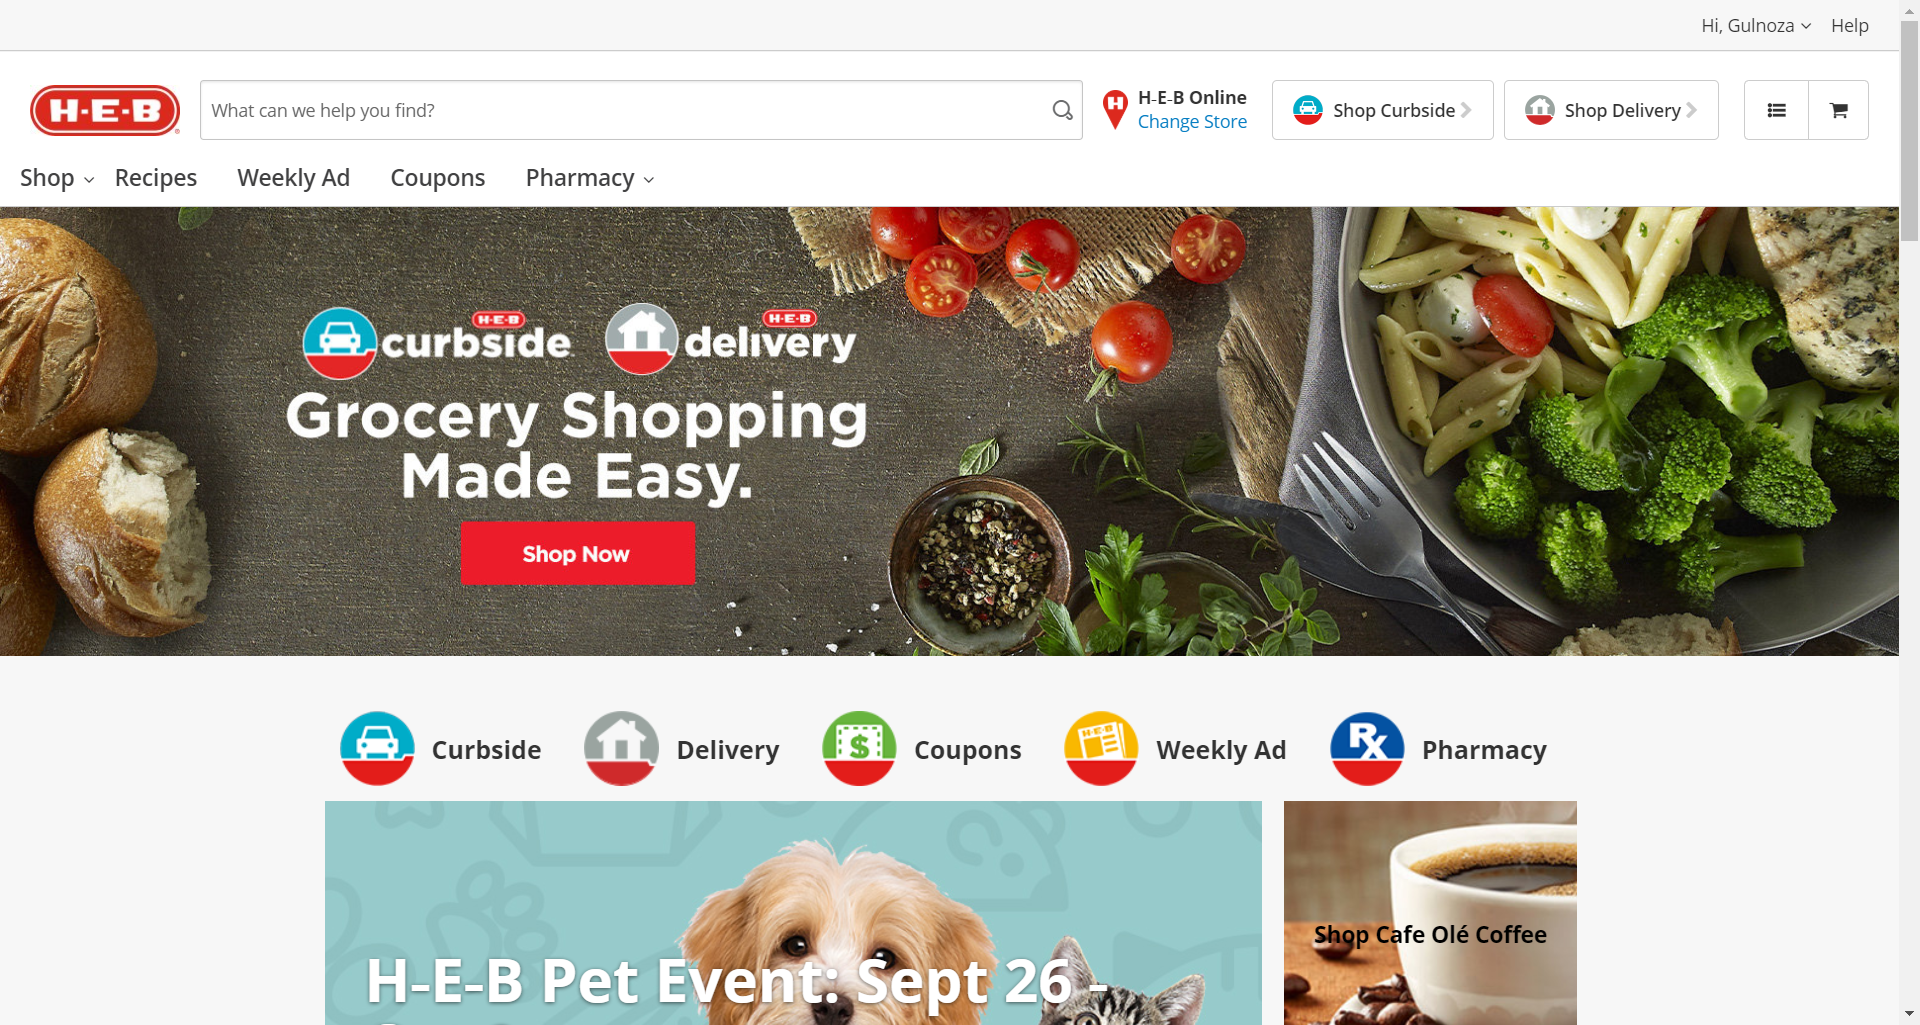 Hi, Gulnoza Help
H-E-B
What can we help you find?
H-E-B Online
Change Store
Shop Curbside
Shop Delivery
Shop Recipes Weekly Ad Coupons Pharmacy
H-E-B
curbside
H-E-B
delivery
Grocery Shopping
Made Easy.
Shop Now
Curbside Delivery Coupons Weekly Ad Pharmacy
H-E-B Pet Event: Sept 26 -
Shop Cafe Olé Coffee